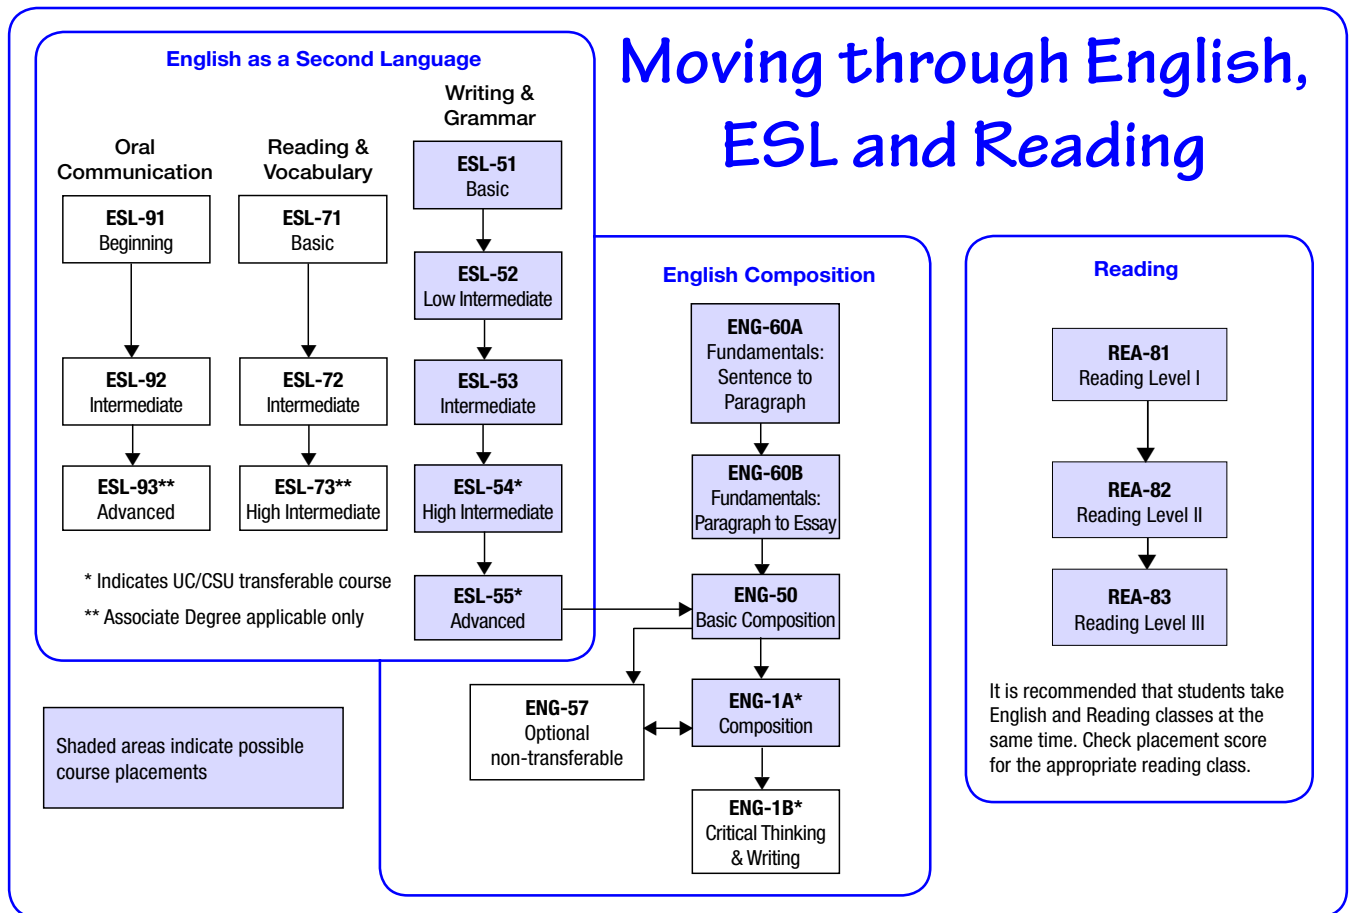 Moving through English,
ESL and Reading
English as a Second Language
Oral
Communication
ESL-91
Beginning
ESL-92
Intermediate
ESL-93**
Advanced
Reading &
Vocabulary
ESL-71
Basic
ESL-72
Intermediate
ESL-73**
High Intermediate
Writing &
Grammar
ESL-51
Basic
ESL-52
Low Intermediate
ESL-53
Intermediate
ESL-54*
High Intermediate
ESL-55*
Advanced
* Indicates UC/CSU transferable course
** Associate Degree applicable only
Shaded areas indicate possible
course placements
English Composition
ENG-60A
Fundamentals:
Sentence to
Paragraph
ENG-60B
Fundamentals:
Paragraph to Essay
ENG-50
Basic Composition
ENG-57
Optional
non-transferable
ENG-1A*
Composition
ENG-1B*
Critical Thinking
& Writing
Reading
REA-81
Reading Level I
REA-82
Reading Level II
REA-83
Reading Level III
It is recommended that students take
English and Reading classes at the
same time. Check placement score
for the appropriate reading class.